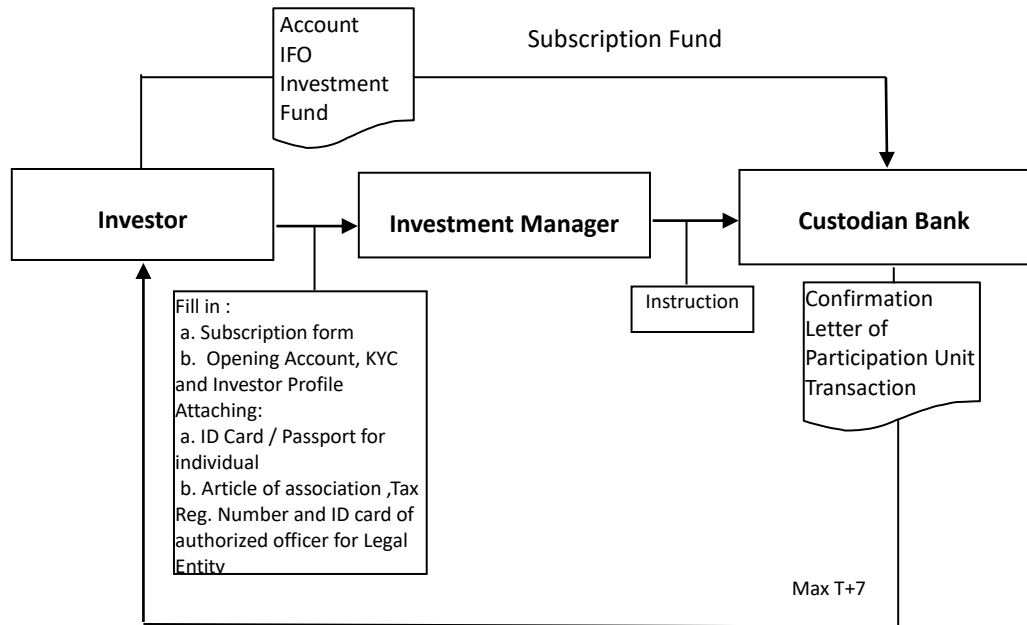 Account
IFO
Investment
Fund
Subscription Fund
Investor
Investment Manager
Custodian Bank
Fill in :
a. Subscription form
b. Opening Account, KYC
and Investor Profile
Attaching:
a. ID Card / Passport for
individual
b. Article of association ,Tax
Reg. Number and ID card of
authorized officer for Legal
Entity
Instruction
Confirmation
Letter of
Participation Unit
Transaction
Max T+7